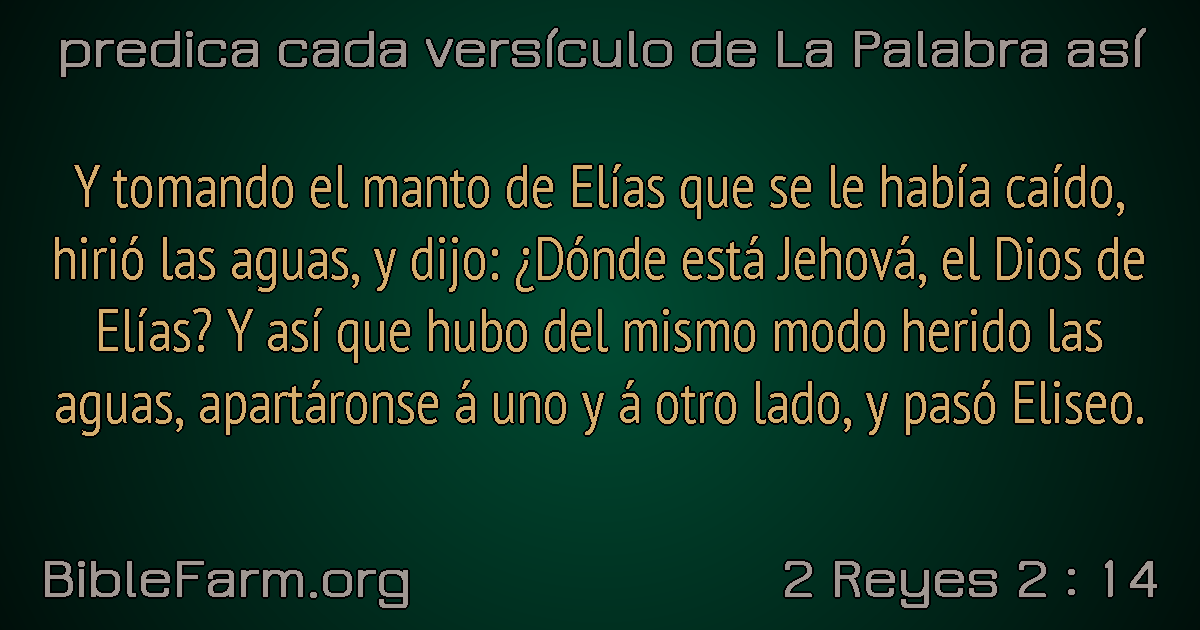 predica cada versículo de La Palabra así
Y tomando el manto de Elías que se le había caído,
hirió las aguas, y dijo: ¿Dónde está Jehová, el Dios de
Elías? Y así que hubo del mismo modo herido las
aguas, apartáronse á uno y á otro lado, y pasó Eliseo.
BibleFarm.org
2 Reyes 2 : 14